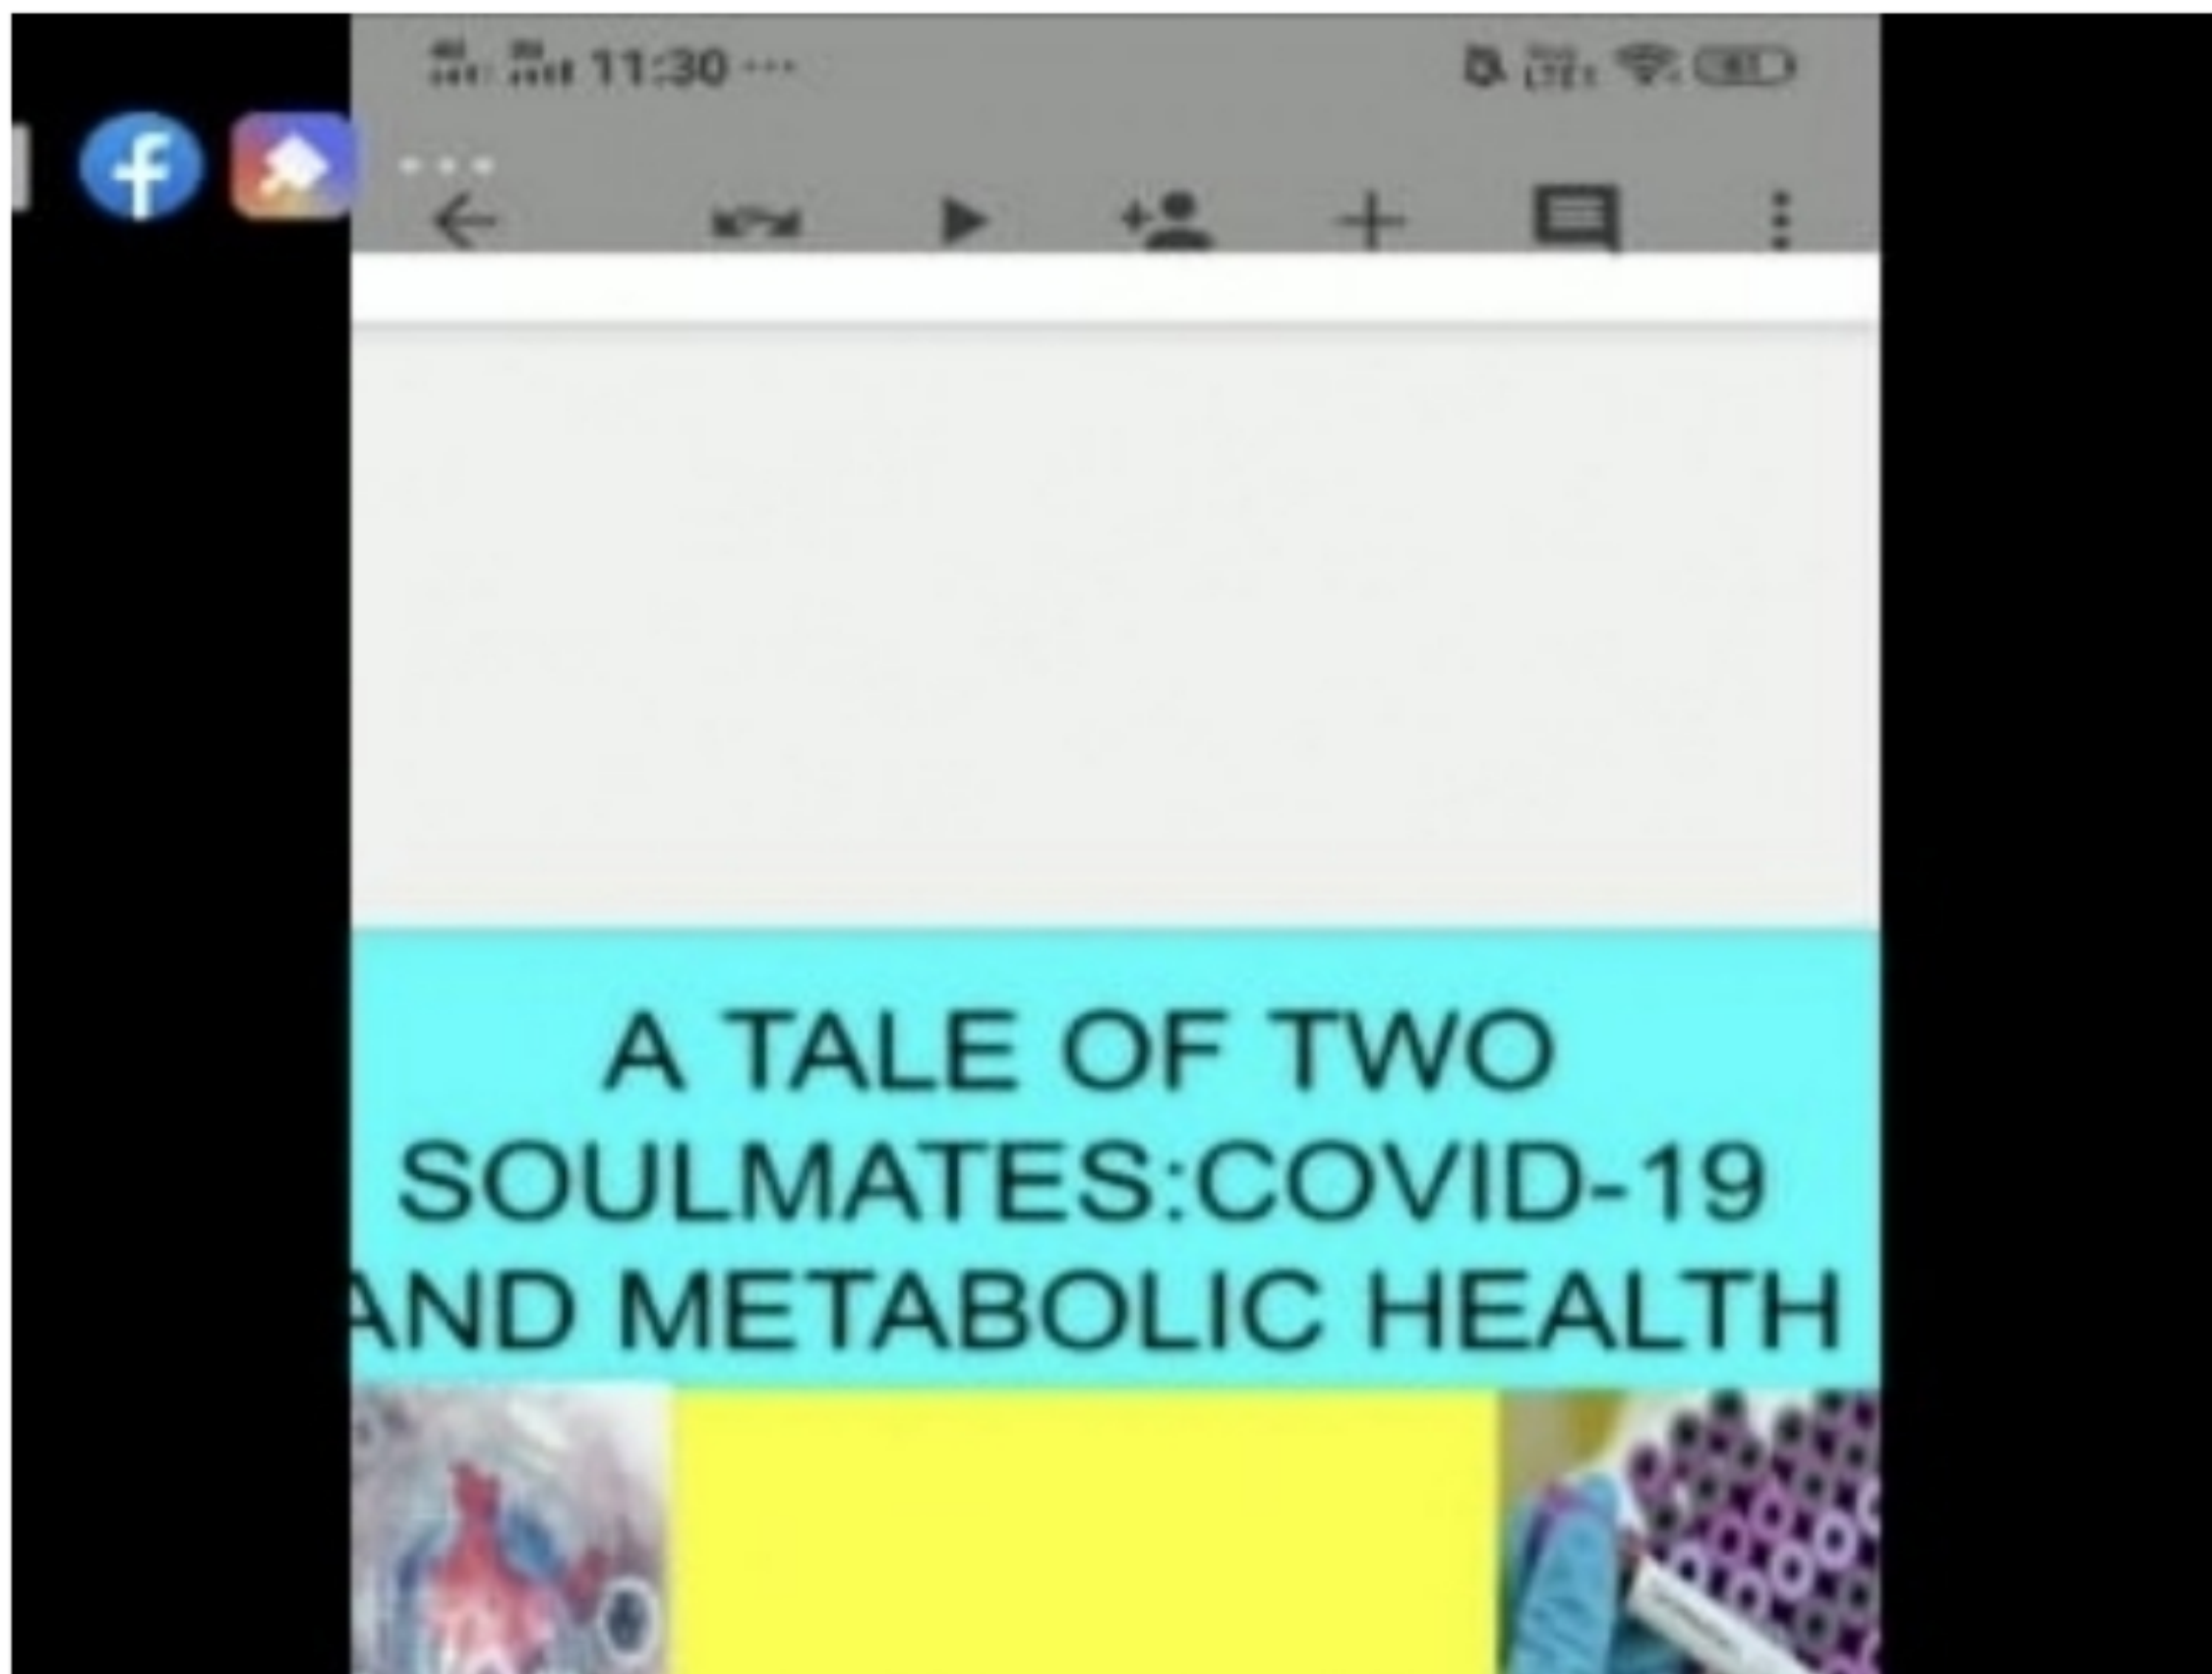 11:30 ...
A TALE OF TWO
SOULMATES:COVID-19
AND METABOLIC HEALTH